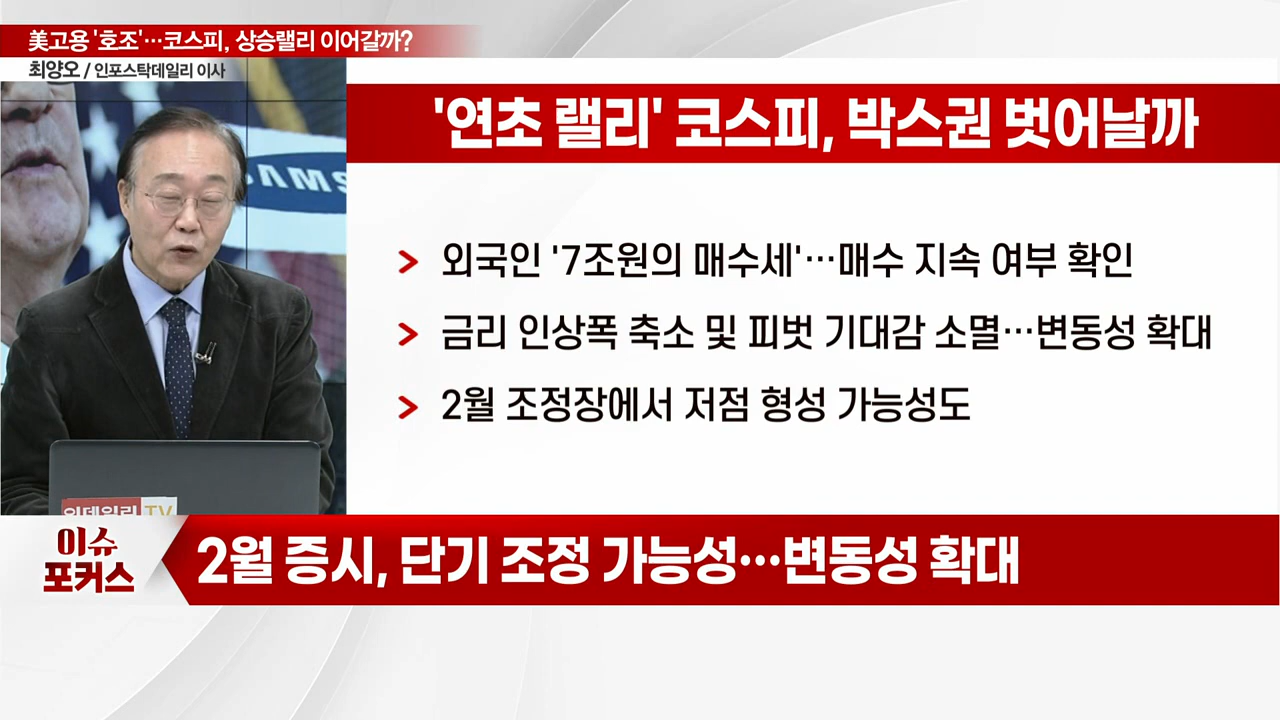 美고용 '호조'…코스피, 상승랠리 이어갈까?
최양오 / 인포스탁데일리 이사
'연초 랠리' 코스피, 박스권 벗어날까
> 외국인 '7조원의 매수세'…매수 지속 여부 확인
> 금리 인상폭 축소 및 피벗 기대감 소멸…변동성 확대
> 2월 조정장에서 저점 형성 가능성도
이데일리 TV
이슈
포커스
2월 증시, 단기 조정 가능성…변동성 확대